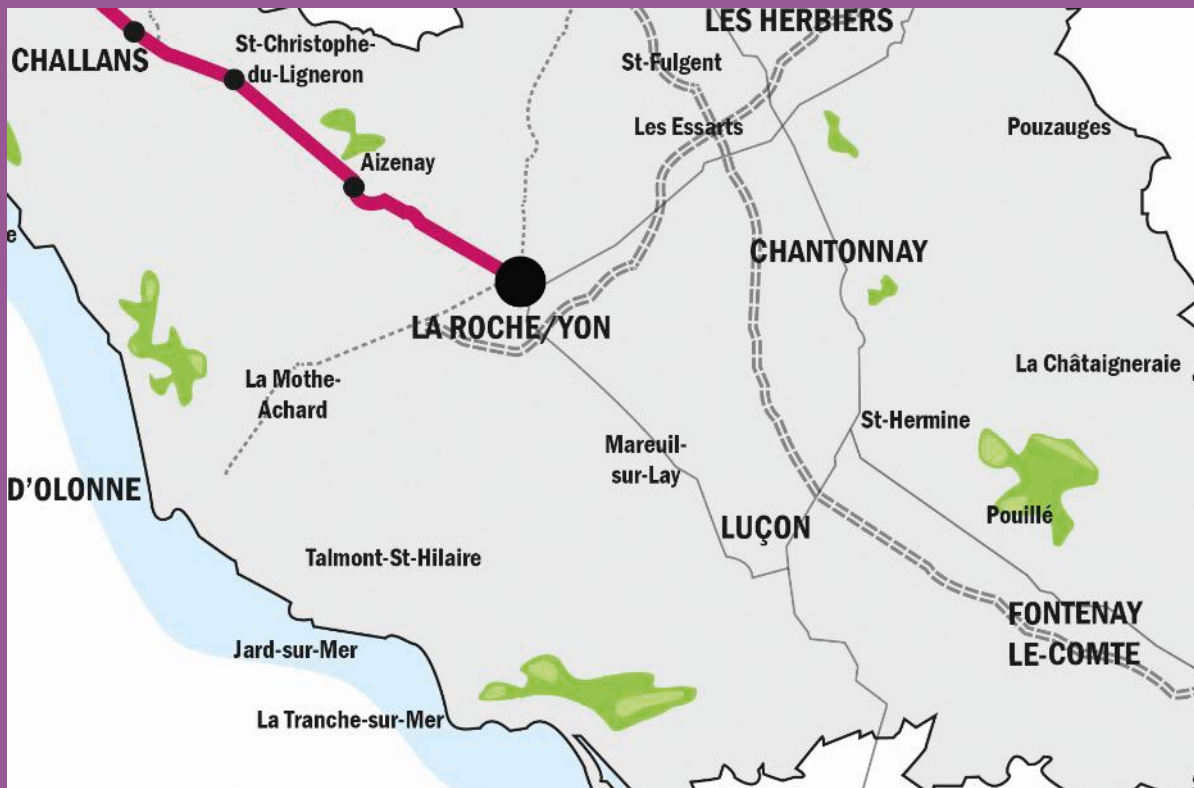 LES HERBIERS
CHALLANS
St-Christophe-
du-Ligneron
St-Fulgent
Les Essarts
Pouzauges
Aizenay
e
CHANTONNAY
LA ROCHE/YON
La Mothe-
Achard
La Châtaigneraie
St-Hermine
Mareuil-
sur-Lay
D'OLONNE
Pouillé
LUÇON
Talmont-St-Hilaire
FONTENAY
LE-COMTE
Jard-sur-Mer
La Tranche-sur-Mer